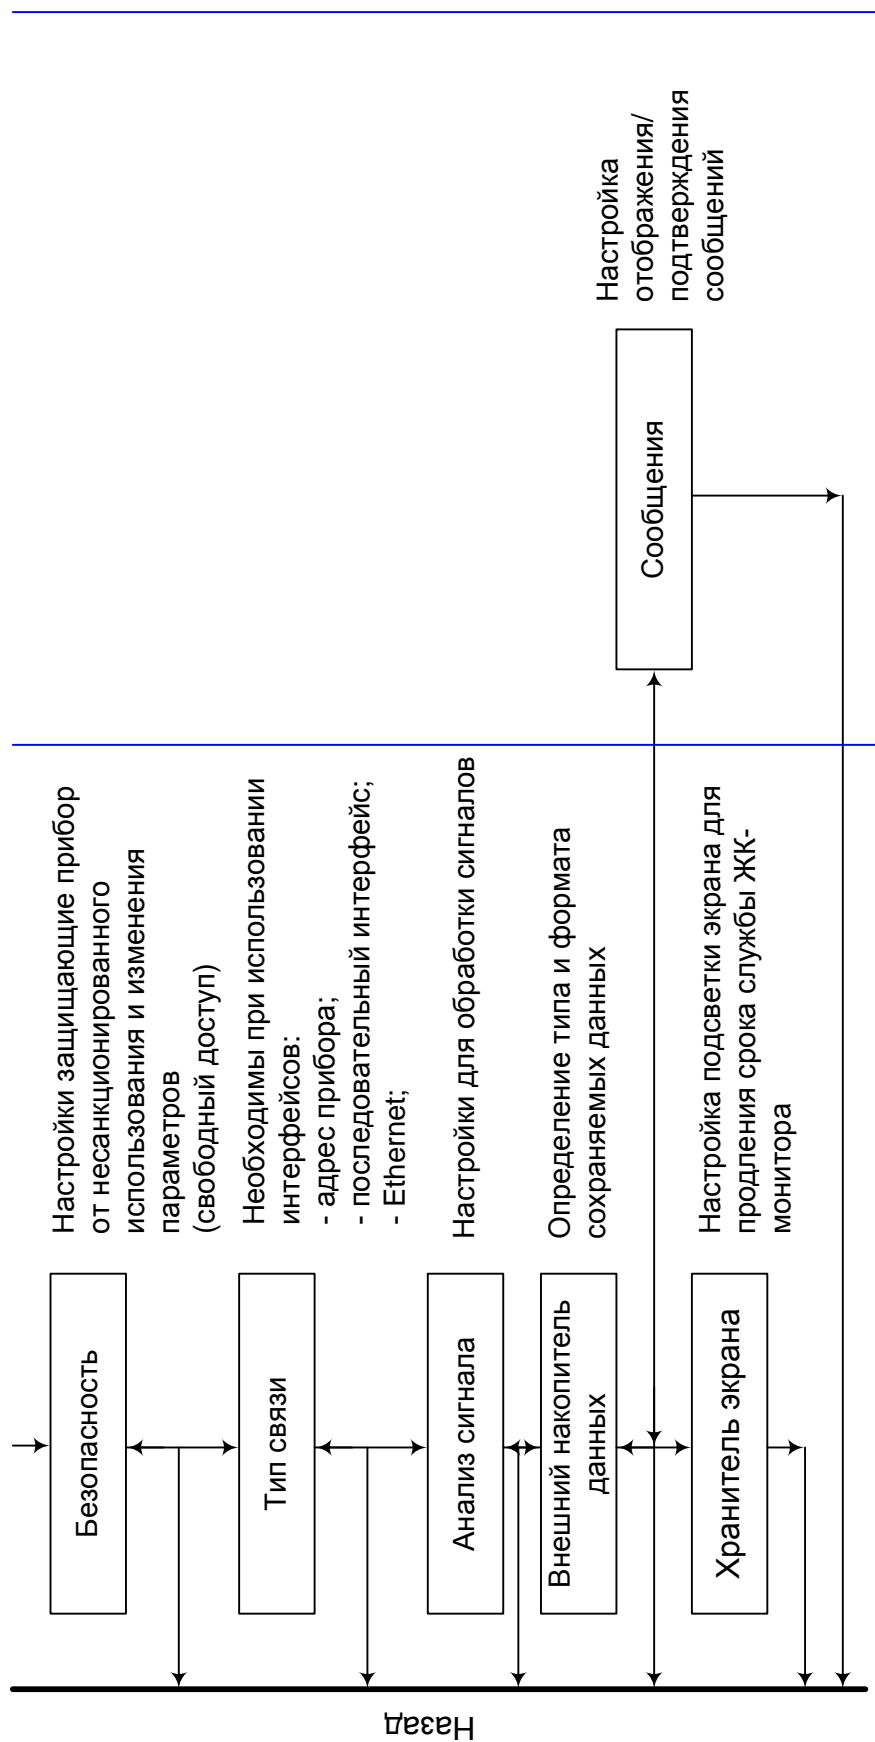 Безопасность
Настройки защищающие прибор
от несанкционированного
использования и изменения
параметров
(свободный доступ)
Тип связи
Необходимы при использовании
интерфейсов:
- адрес прибора;
- последовательный интерфейс;
- Ethernet;
Анализ сигнала
Настройки для обработки сигналов
Внешний накопитель
данных
Определение типа и формата
сохраняемых данных
Сообщения
Настройка
отображения/
подтверждения
сообщений
Хранитель экрана
Настройка подсветки экрана для
продления срока службы ЖК-
монитора
Назад